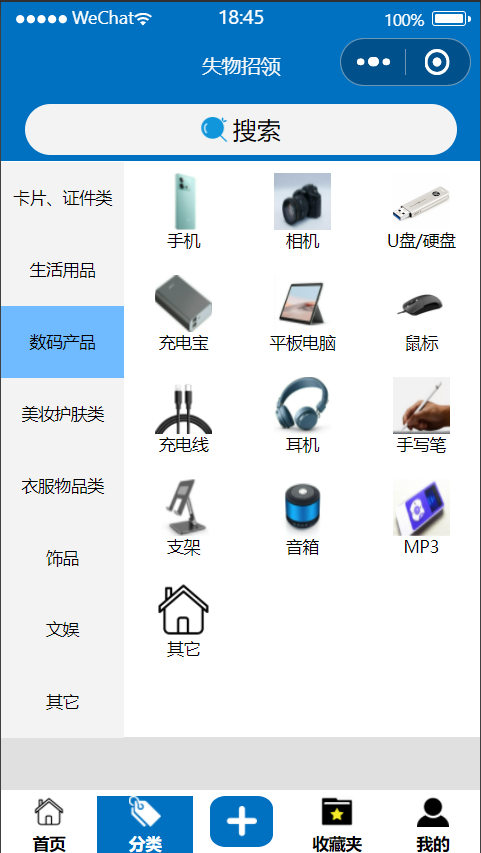 WeChat 18:45 100%
失物招领
搜索
卡片、证件类
生活用品
数码产品
美妆护肤类
衣服物品类
饰品
文娱
其它
手机 相机 U盘/硬盘
充电宝 平板电脑 鼠标
充电线 耳机 手写笔
支架 音箱 MP3
其它
首页 分类 收藏夹 我的